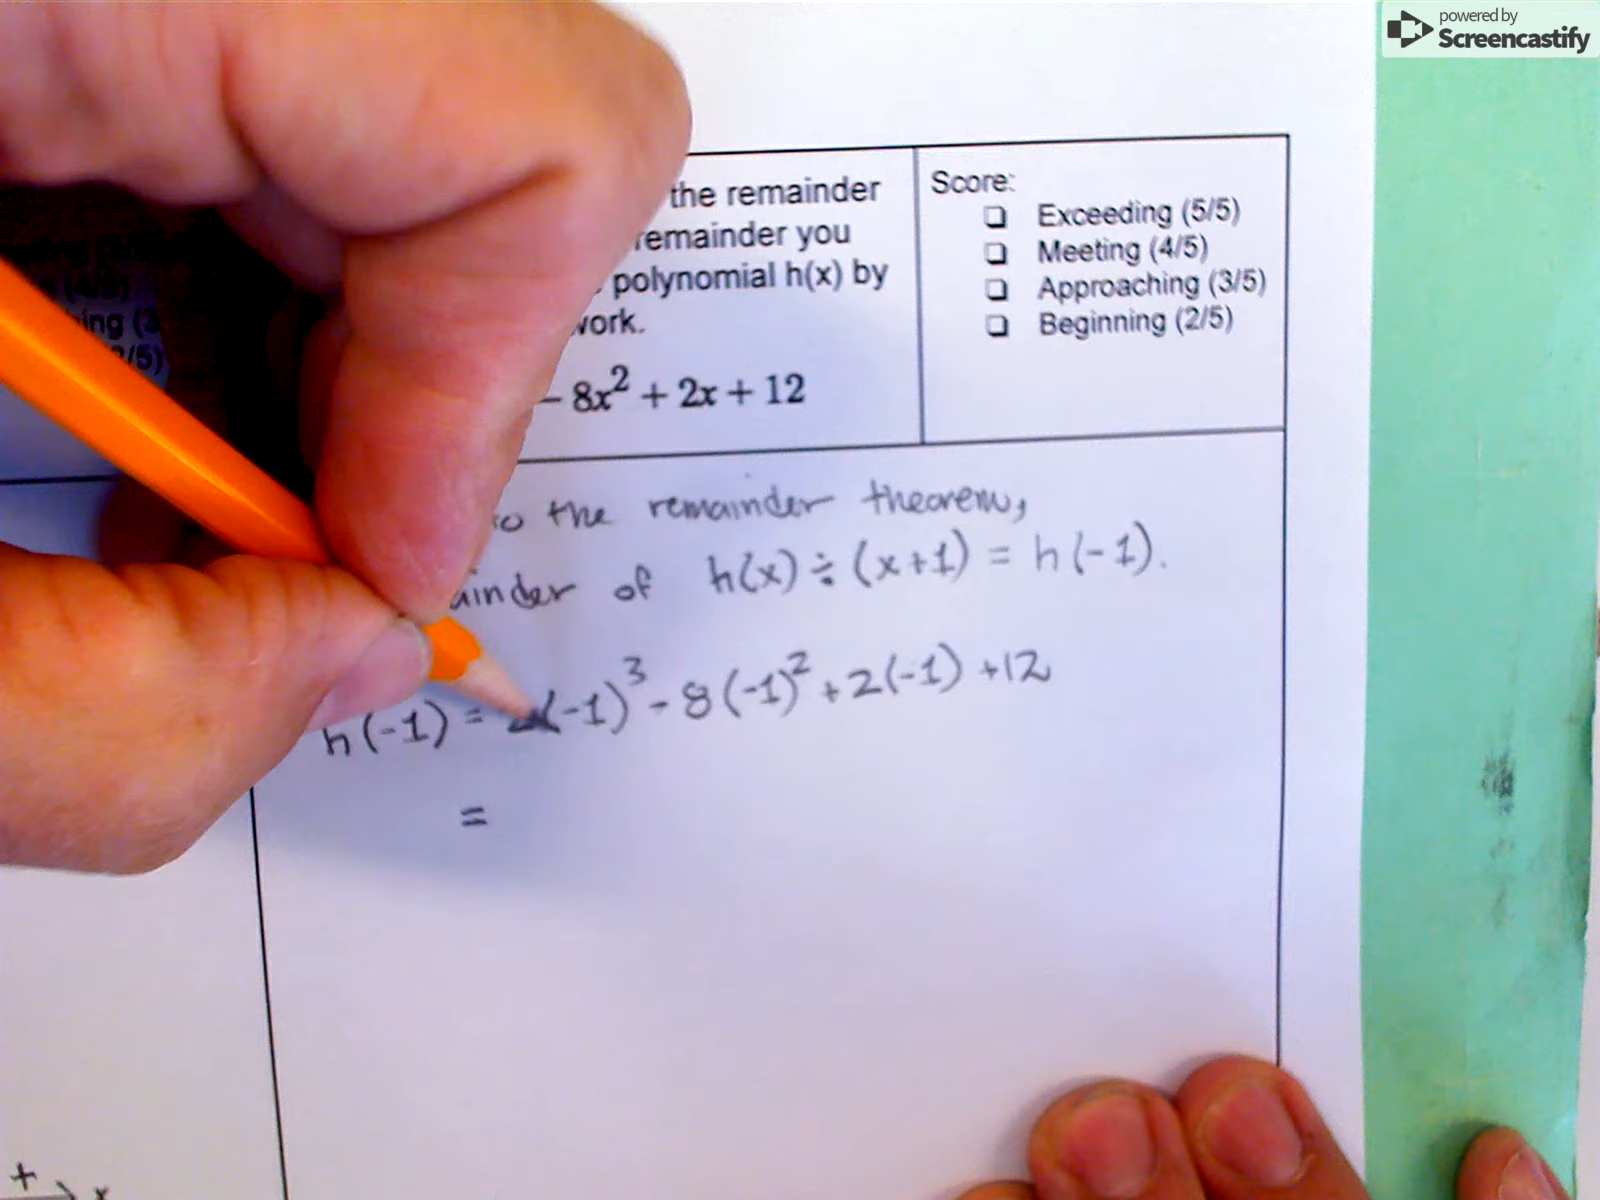 powered by
Screencastify
the remainder
remainder you
polynomial h(x) by
work.
- 8x² + 2x + 12
Score:
❏ Exceeding (5/5)
❏ Meeting (4/5)
❏ Approaching (3/5)
❏ Beginning (2/5)
to the remainder theorem,
of h(x) ÷ (x+1) = h(-1).
h(-1) = (-1)³ - 8(-1)² + 2(-1) + 12
=
+
x